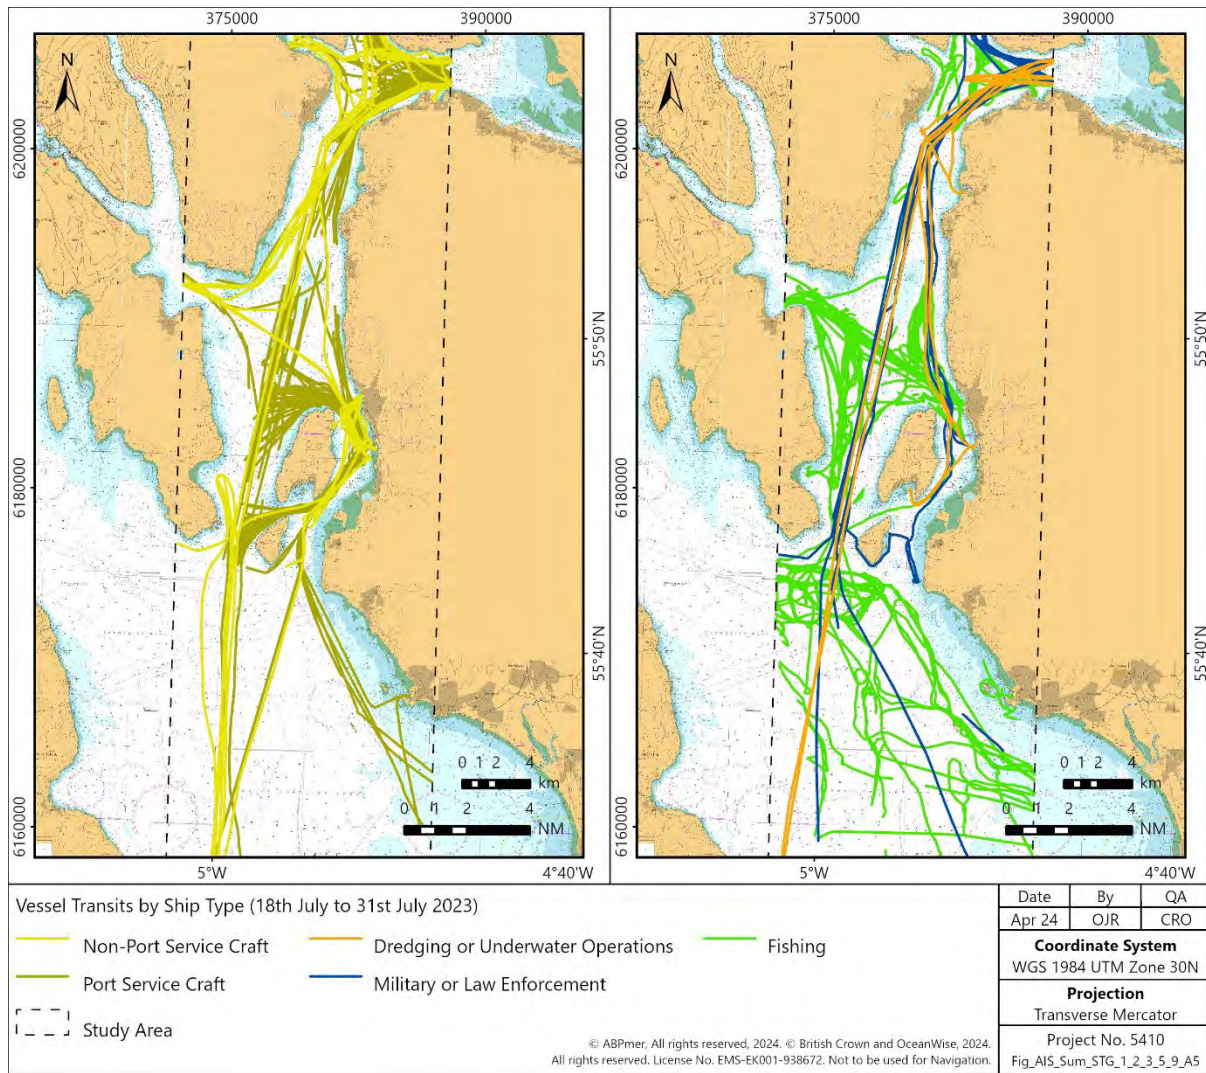 375000 390000 375000 390000
N N
6200000 6200000
55°50'N
6180000 6180000
55°40'N
0 1 2 4 0 1 2 4
km km
0 1 2 4 0 1 2 4
NM NM
6160000 6160000
5°W 4°40'W 5°W 4°40'W
Vessel Transits by Ship Type (18th July to 31st July 2023)
Non-Port Service Craft Dredging or Underwater Operations Fishing
Port Service Craft Military or Law Enforcement
Study Area
Date By QA
Apr 24 OJR CRO
Coordinate System
WGS 1984 UTM Zone 30N
Projection
Transverse Mercator
Project No. 5410
Fig_AIS_Sum_STG_1_2_3_5_9_A5
© ABPmer, All rights reserved, 2024. © British Crown and OceanWise, 2024.
All rights reserved. License No. EMS-EK001-938672. Not to be used for Navigation.